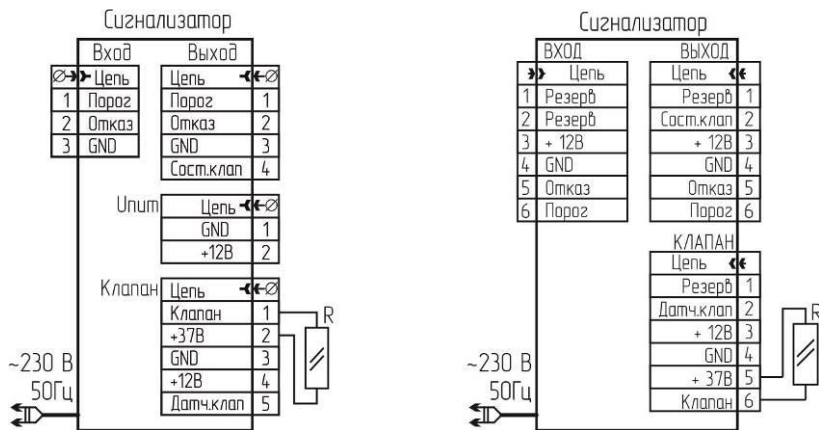 Сигнализатор
Вход
Цепь
1 Порог
2 Отказ
3 GND
Выход
Цепь
Порог 1
Отказ 2
GND 3
Сост.клап 4
Uпит
Цепь
GND 1
+12В 2
Клапан
Цепь
Клапан 1
+37В 2
GND 3
+12В 4
Датч.клап 5
R
~230 В
50Гц
Сигнализатор
ВХОД
Цепь
1 Резерв
2 Резерв
3 + 12В
4 GND
5 Отказ
6 Порог
ВЫХОД
Цепь
Резерв 1
Сост.клап 2
+ 12В 3
GND 4
Отказ 5
Порог 6
КЛАПАН
Цепь
Резерв 1
Датч.клап 2
+ 12В 3
GND 4
+ 37В 5
Клапан 6
R
~230 В
50Гц